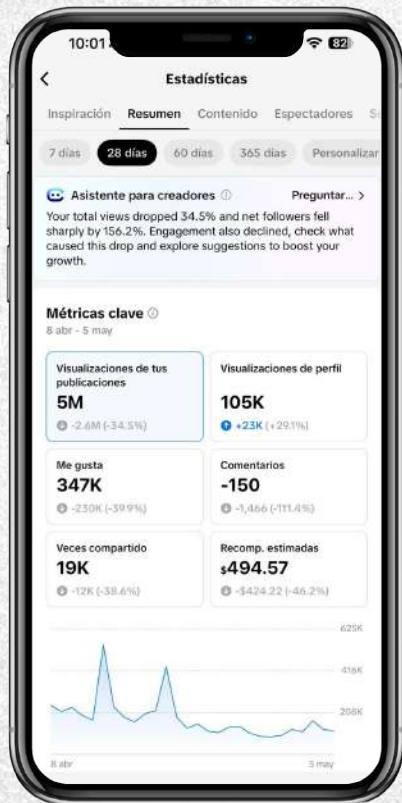 10:01
82
Estadísticas
Inspiración Resumen Contenido Espectadores S
7 días 28 días 60 días 365 días Personalizar
Asistente para creadores Preguntar... >
Your total views dropped 34.5% and net followers fell
sharply by 156.2%. Engagement also declined, check what
caused this drop and explore suggestions to boost your
growth.
Métricas clave
8 abr - 5 may
Visualizaciones de tus
publicaciones
5M
-2.6M (-34.5%)
Visualizaciones de perfil
105K
+23K (+29.1%)
Me gusta
347K
-230K (-39.9%)
Comentarios
-150
-1,466 (-111.4%)
Veces compartido
19K
-12K (-38.6%)
Recomp. estimadas
$494.57
-$424.22 (-46.2%)
625K
416K
208K
8 abr 5 may